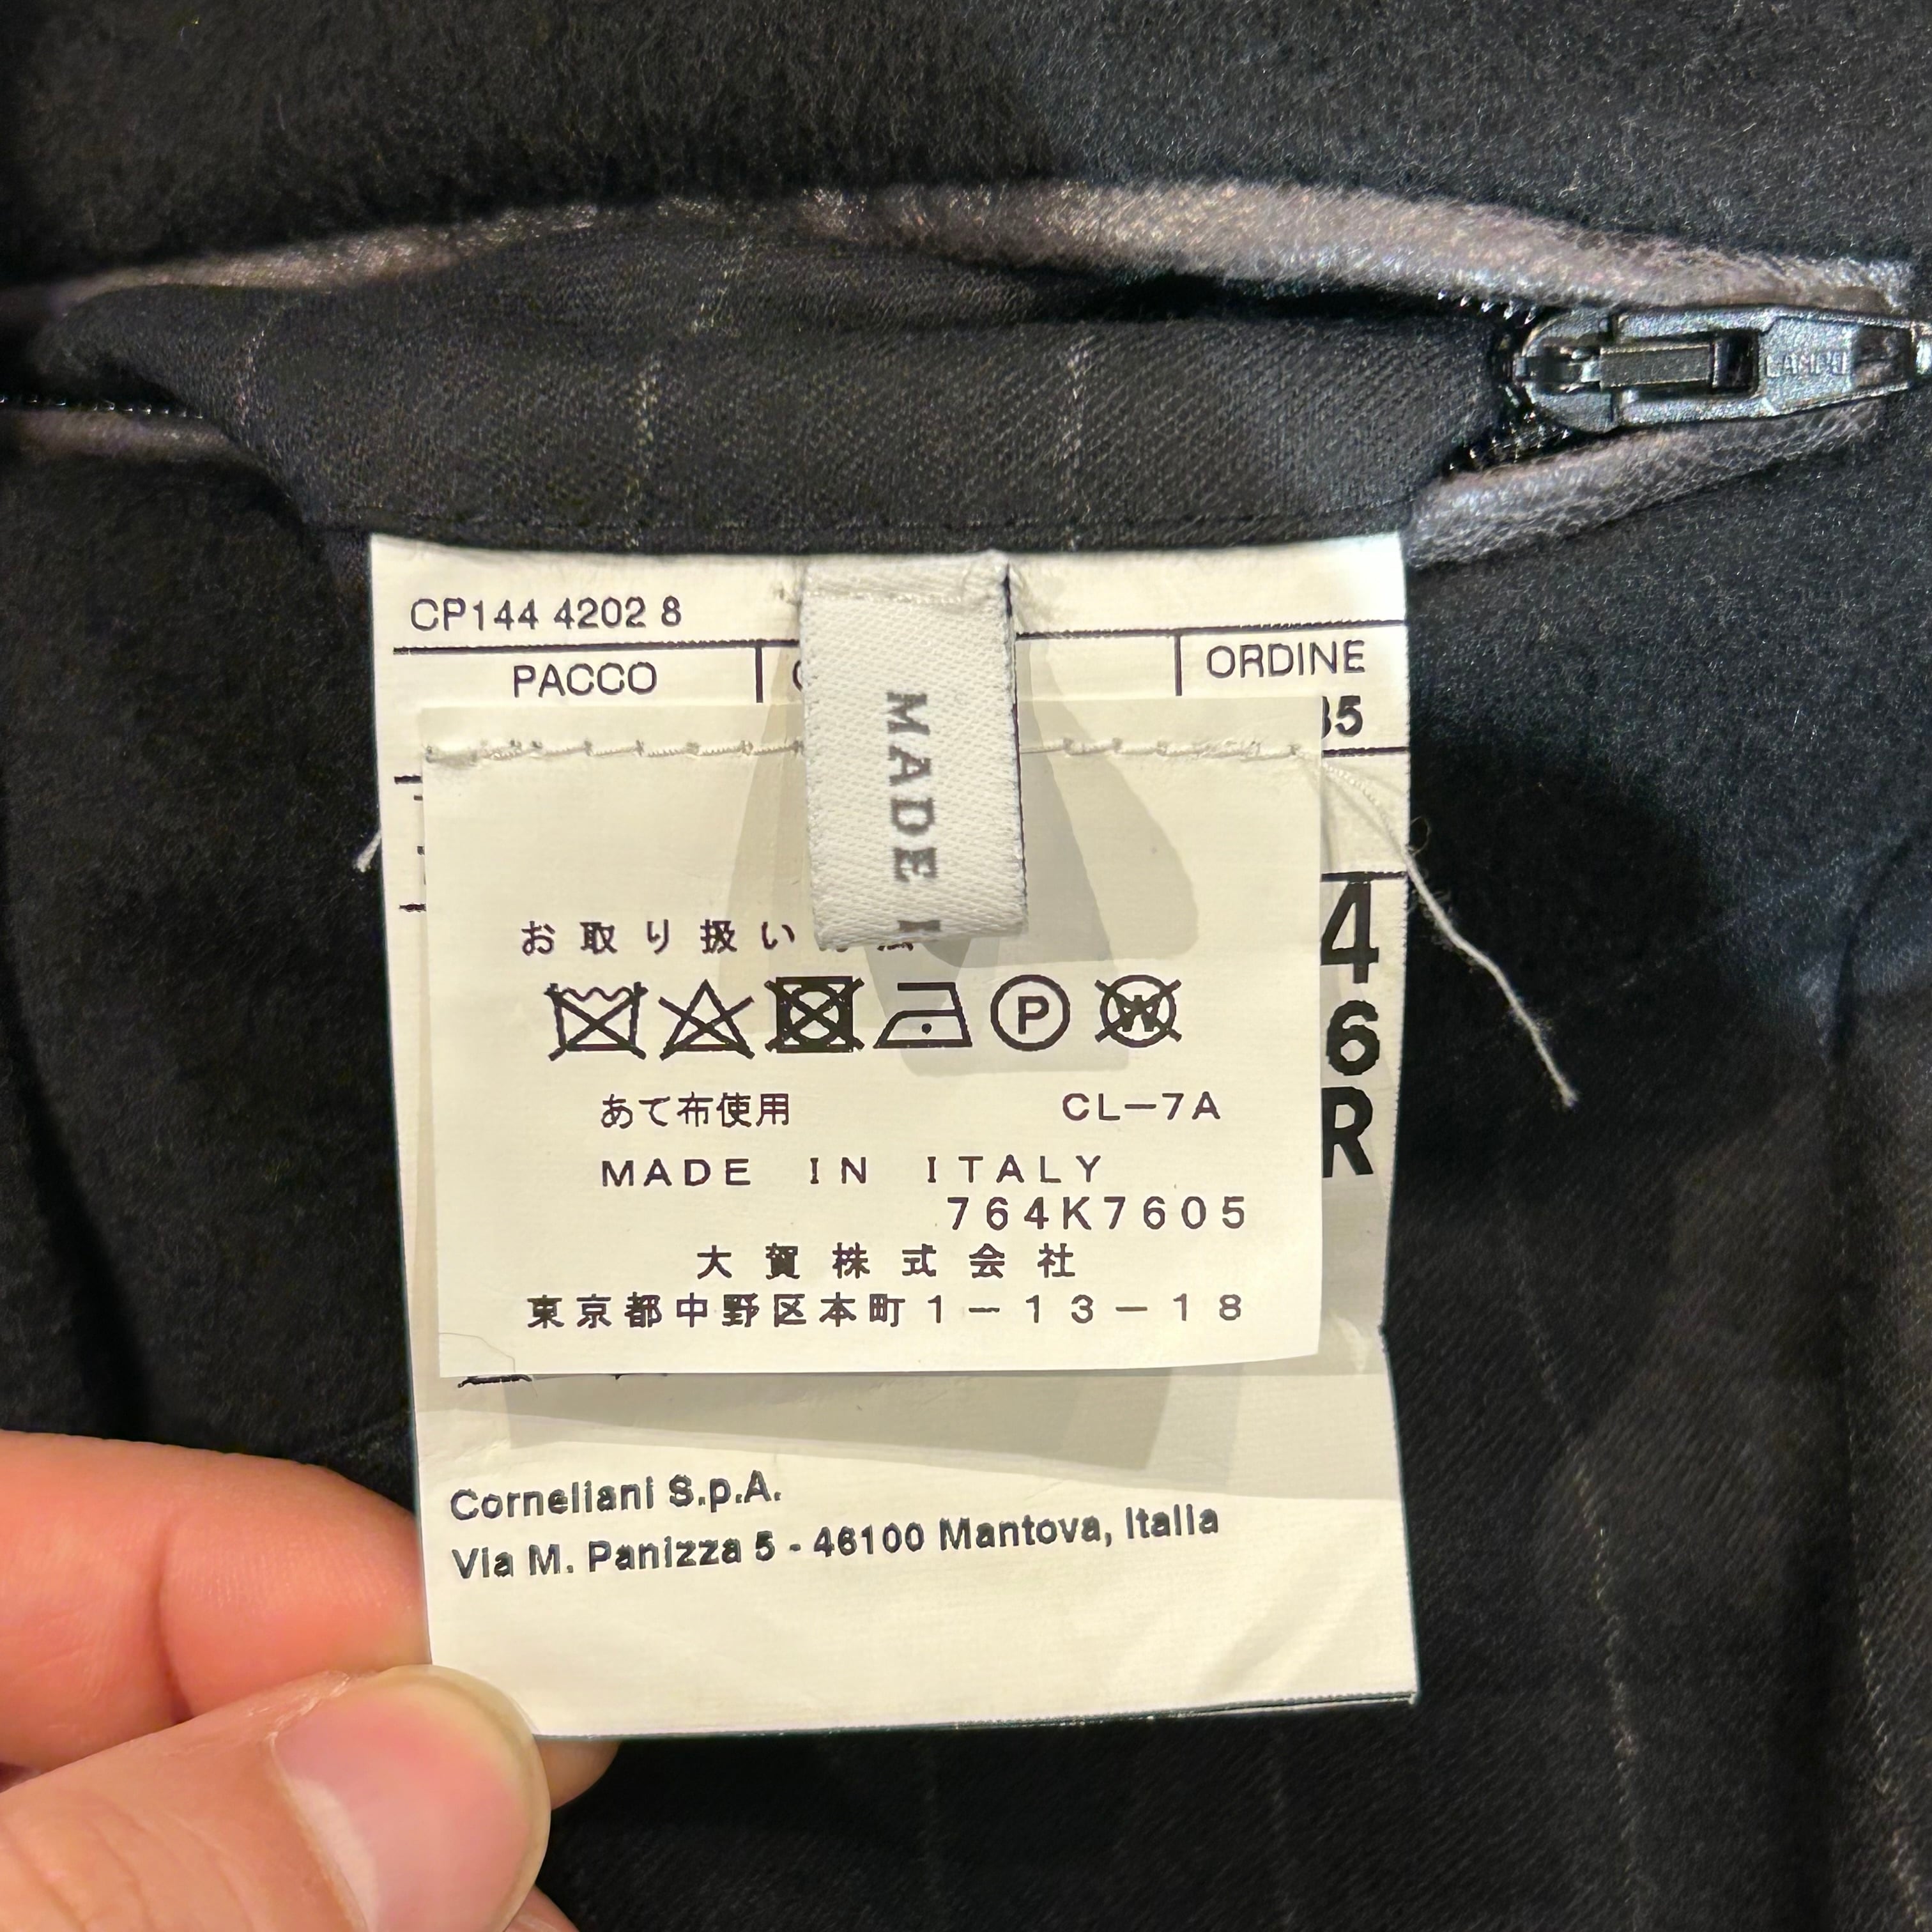 LAMPO
CP144 4202 8
PACCO
ORDINE
35
MADE
お取り扱い
4
6
R
P
W
あて布使用 CL-7A
MADE IN ITALY
764K7605
大賀株式会社
東京都中野区本町1-13-18
Corneliani S.p.A.
Via M. Panizza 5 - 46100 Mantova, Italia